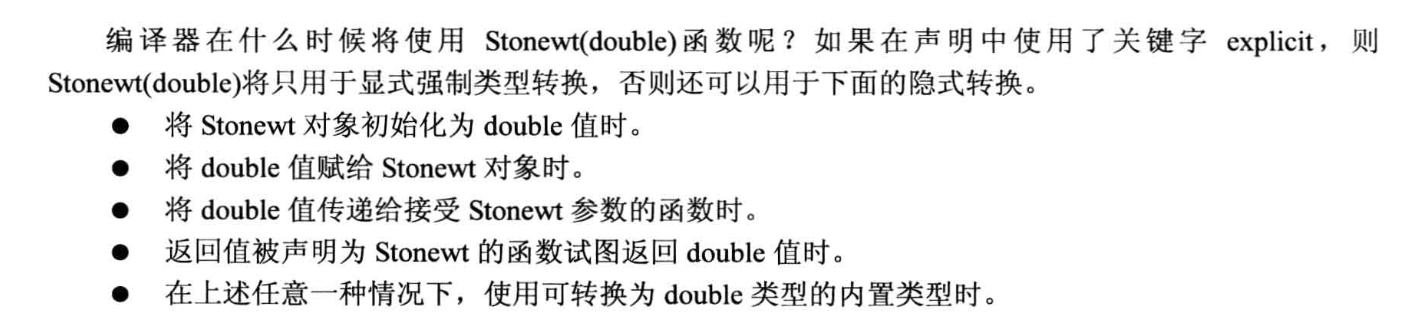 编译器在什么时候将使用 Stonewt(double)函数呢？如果在声明中使用了关键字 explicit，则
Stonewt(double)将只用于显式强制类型转换，否则还可以用于下面的隐式转换。
● 将 Stonewt 对象初始化为 double 值时。
● 将 double 值赋给 Stonewt 对象时。
● 将 double 值传递给接受 Stonewt 参数的函数时。
● 返回值被声明为 Stonewt 的函数试图返回 double 值时。
● 在上述任意一种情况下，使用可转换为 double 类型的内置类型时。